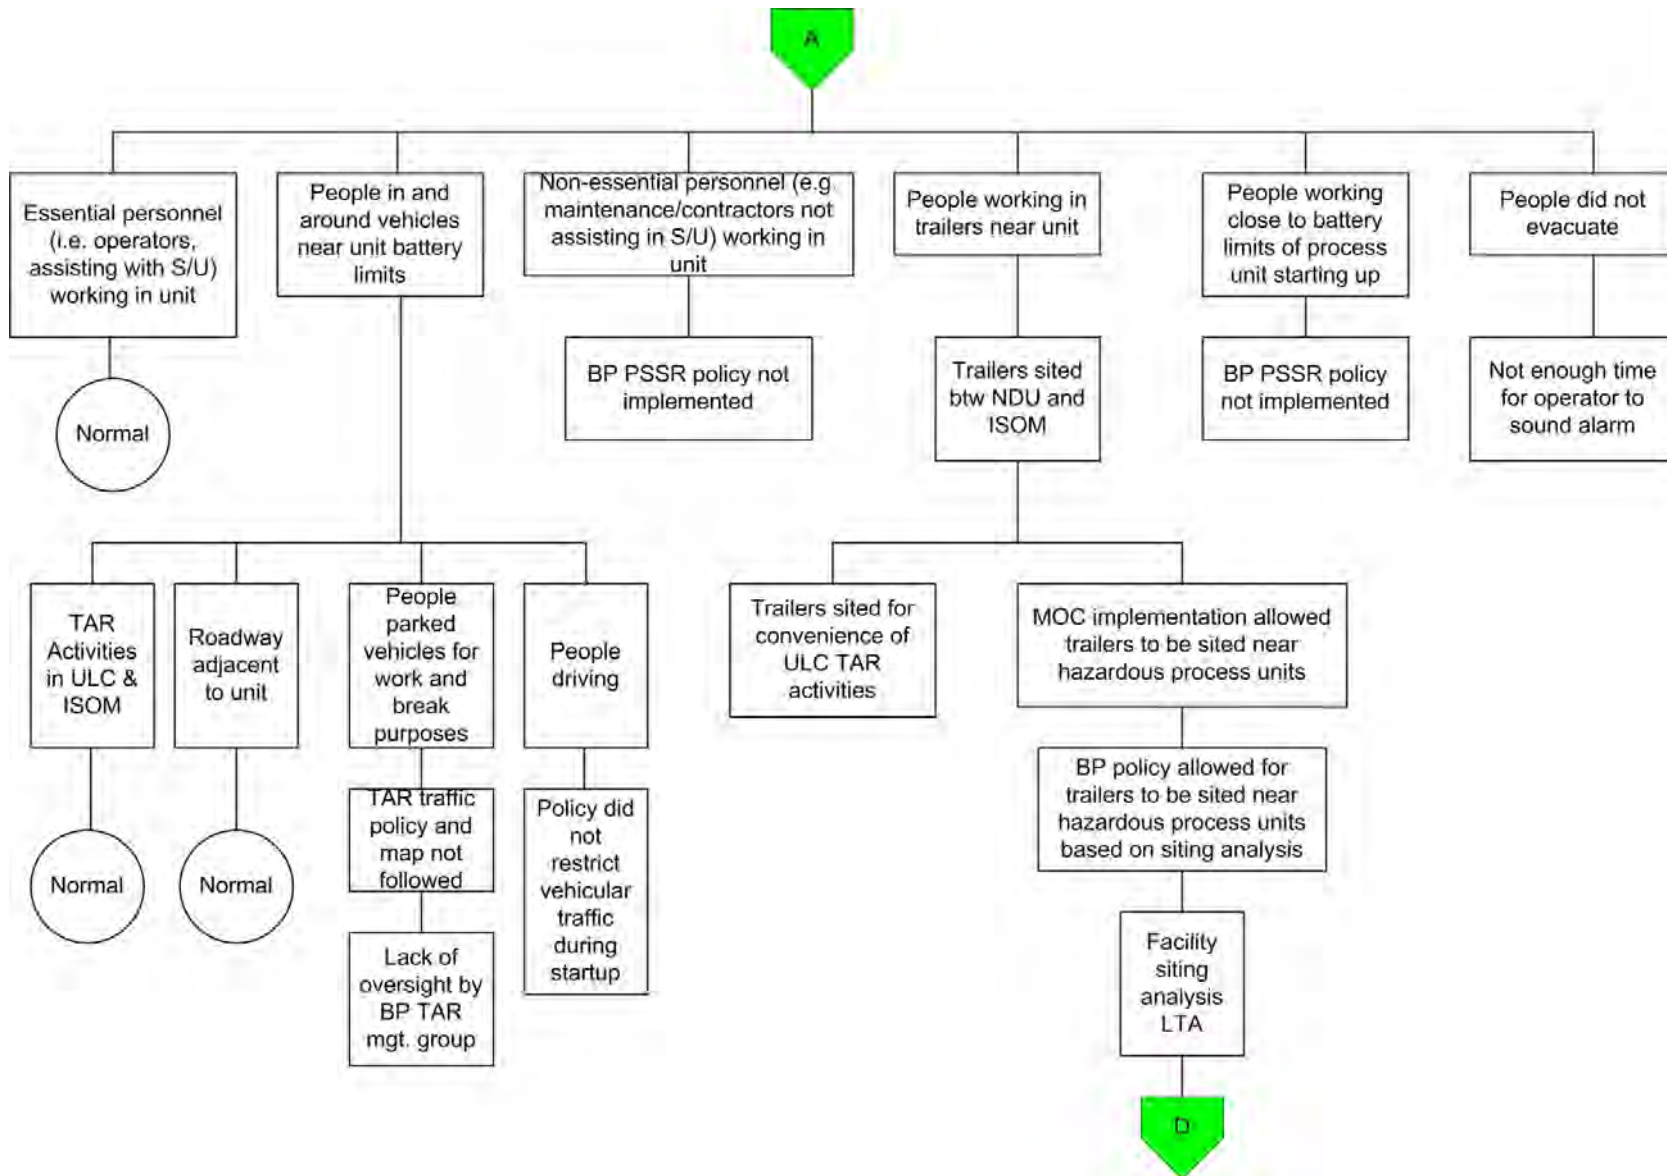 A
Essential personnel
(i.e. operators,
assisting with S/U)
working in unit
People in and
around vehicles
near unit battery
limits
Non-essential personnel (e.g.
maintenance/contractors not
assisting in S/U) working in
unit
People working in
trailers near unit
People working
close to battery
limits of process
unit starting up
People did not
evacuate
Normal
BP PSSR policy not
implemented
Trailers sited
btw NDU and
ISOM
BP PSSR policy
not implemented
Not enough time
for operator to
sound alarm
TAR
Activities
in ULC &
ISOM
Roadway
adjacent
to unit
People
parked
vehicles for
work and
break
purposes
People
driving
Trailers sited for
convenience of
ULC TAR
activities
MOC implementation allowed
trailers to be sited near
hazardous process units
Normal
Normal
TAR traffic
policy and
map not
followed
Policy did
not
restrict
vehicular
traffic
during
startup
BP policy allowed for
trailers to be sited near
hazardous process units
based on siting analysis
Lack of
oversight by
BP TAR
mgt. group
Facility
siting
analysis
LTA
D